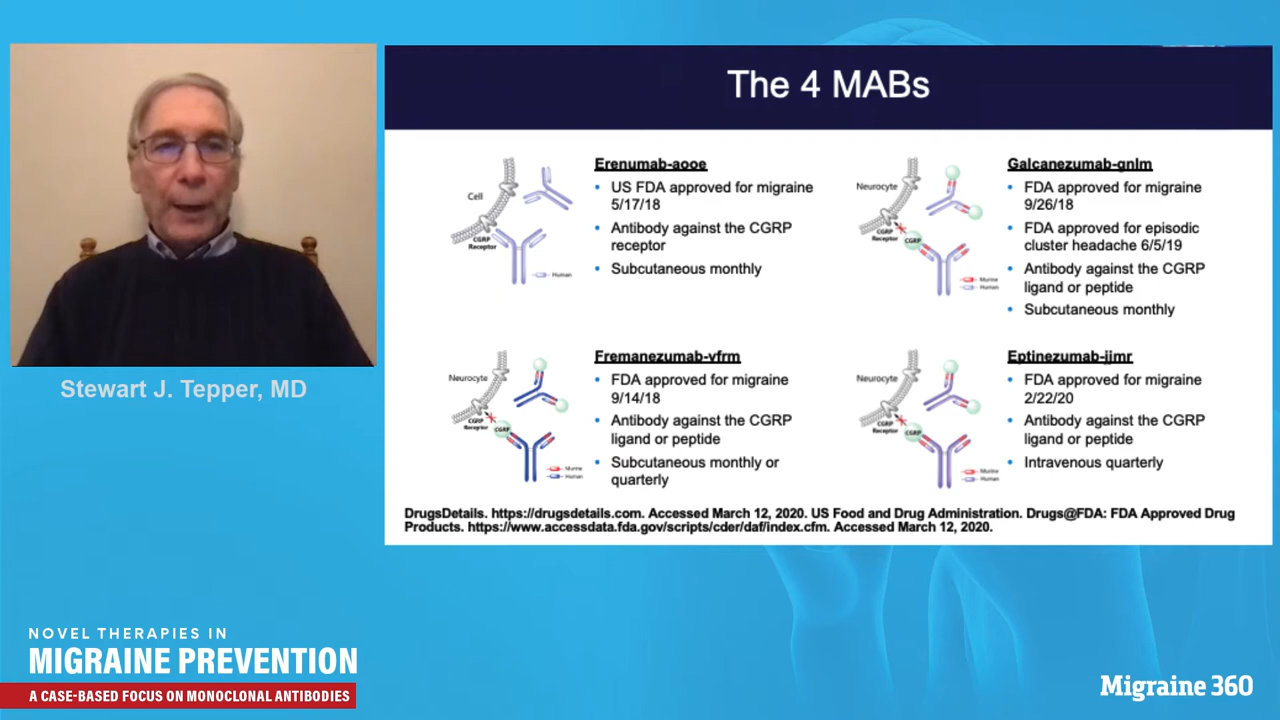 The 4 MABs
Cell
CGRP
Receptor
Human
Erenumab-aooe
• US FDA approved for migraine
5/17/18
• Antibody against the CGRP
receptor
• Subcutaneous monthly
Neurocyte
CGRP
Receptor
CGRP
Murine
Human
Galcanezumab-gnlm
• FDA approved for migraine
9/26/18
• FDA approved for episodic
cluster headache 6/5/19
• Antibody against the CGRP
ligand or peptide
• Subcutaneous monthly
Neurocyte
CGRP
Receptor
CGRP
Murine
Human
Fremanezumab-vfrm
• FDA approved for migraine
9/14/18
• Antibody against the CGRP
ligand or peptide
• Subcutaneous monthly or
quarterly
Neurocyte
CGRP
Receptor
CGRP
Murine
Human
Eptinezumab-jjmr
• FDA approved for migraine
2/22/20
• Antibody against the CGRP
ligand or peptide
• Intravenous quarterly
DrugsDetails. https://drugsdetails.com. Accessed March 12, 2020. US Food and Drug Administration. Drugs@FDA: FDA Approved Drug
Products. https://www.accessdata.fda.gov/scripts/cder/daf/index.cfm. Accessed March 12, 2020.
Stewart J. Tepper, MD
NOVEL THERAPIES IN
MIGRAINE PREVENTION
A CASE-BASED FOCUS ON MONOCLONAL ANTIBODIES
Migraine 360